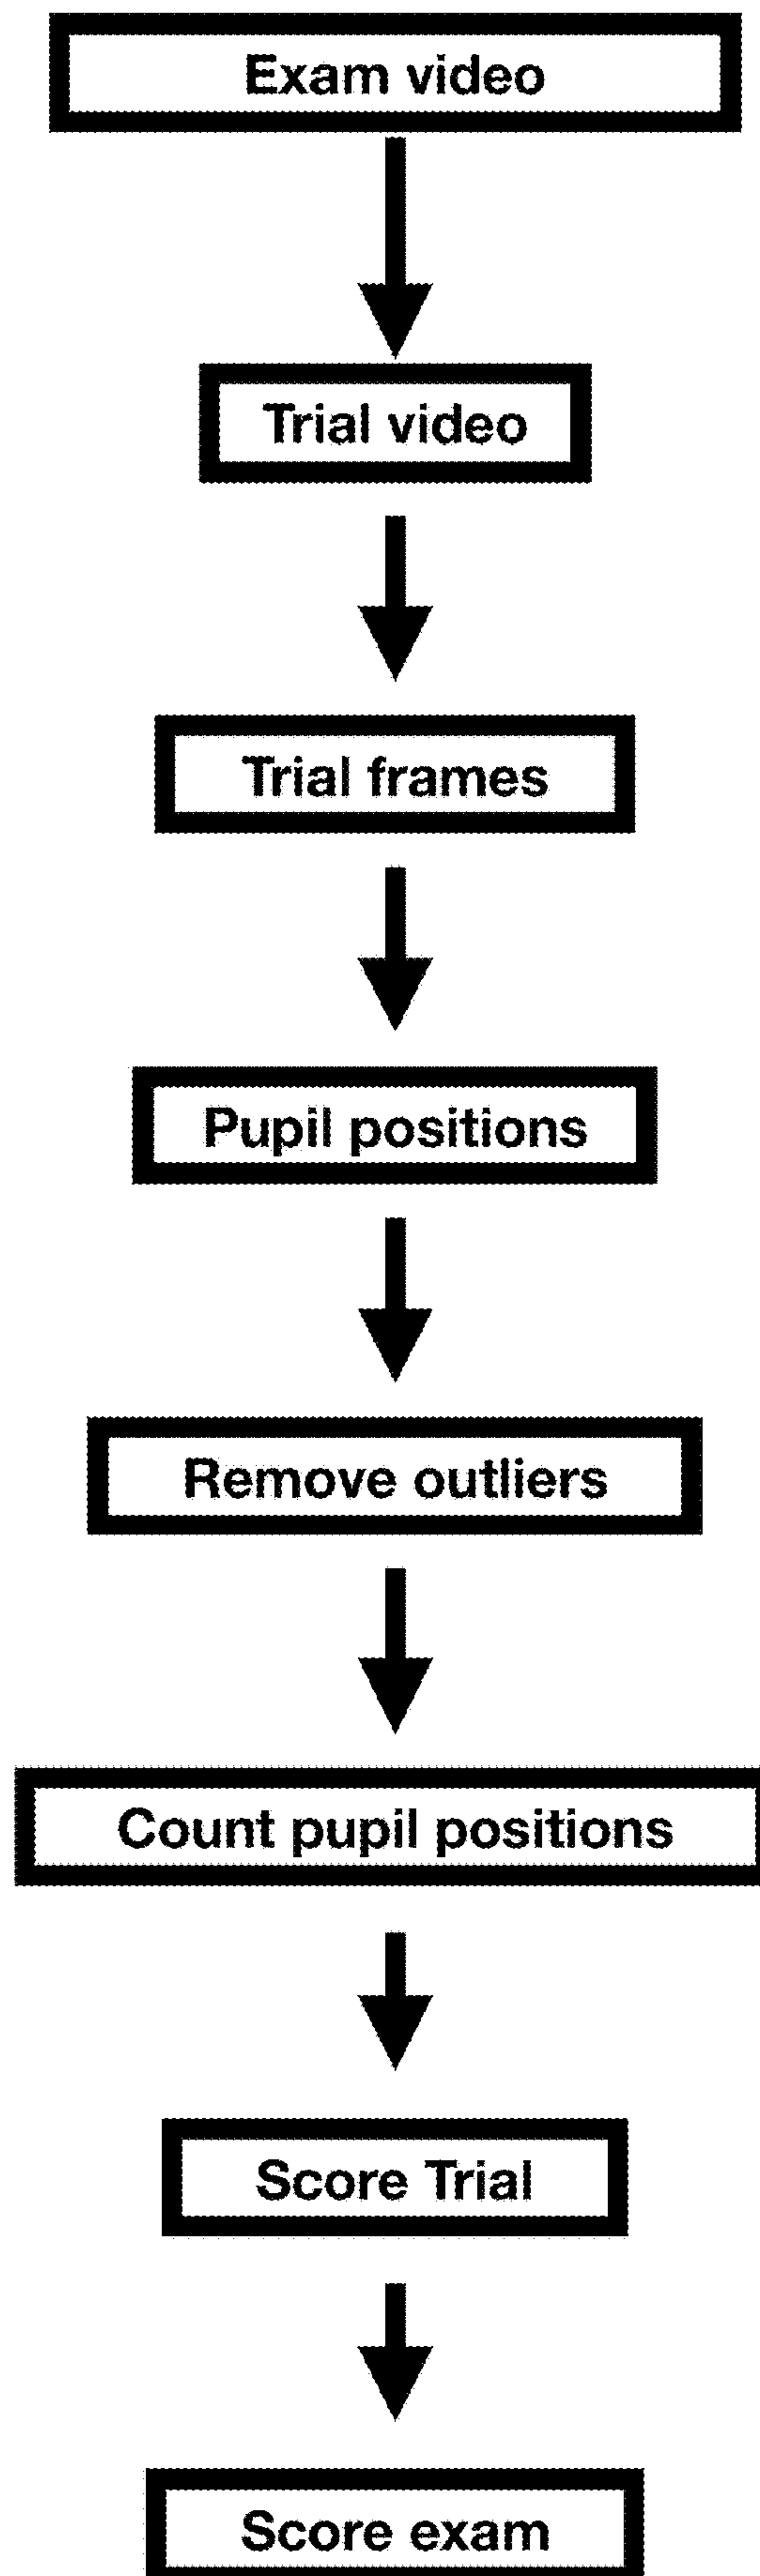 Exam video
Trial video
Trial frames
Pupil positions
Remove outliers
Count pupil positions
Score Trial
Score exam